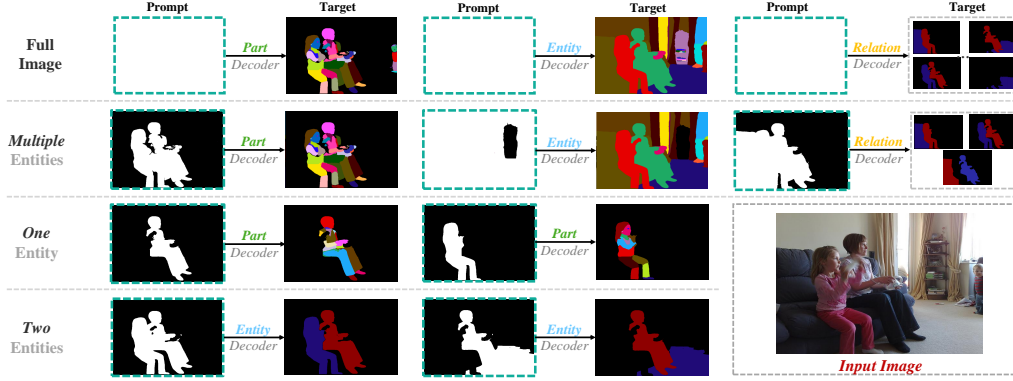 Prompt Target Prompt Target Prompt Target
Full
Image
Part
Decoder
Entity
Decoder
Relation
Decoder
...
Multiple
Entities
Part
Decoder
Entity
Decoder
Relation
Decoder
One
Entity
Part
Decoder
Part
Decoder
Two
Entities
Entity
Decoder
Entity
Decoder
Input Image